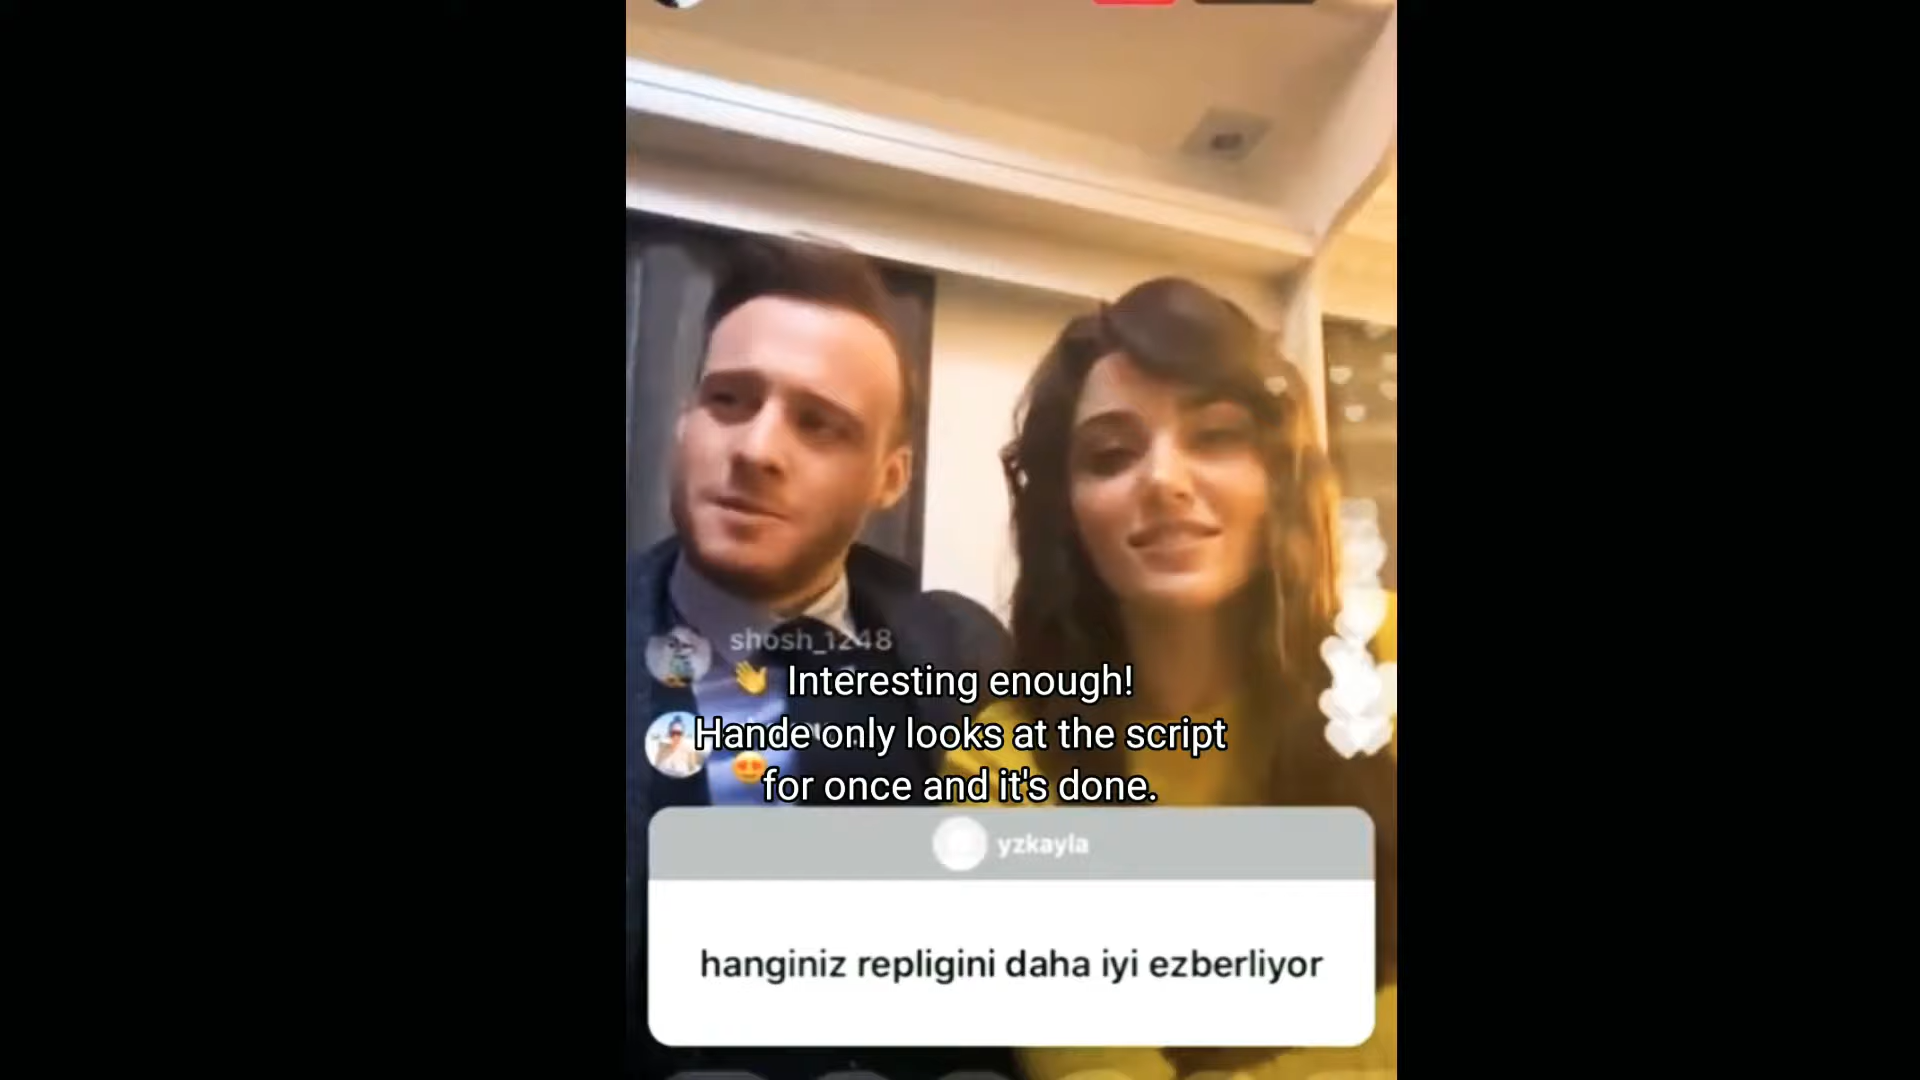 shosh_1248
👋
Interesting enough!
Hande only looks at the script
😍
for once and it's done.
yzkayla
hanginiz repligini daha iyi ezberliyor